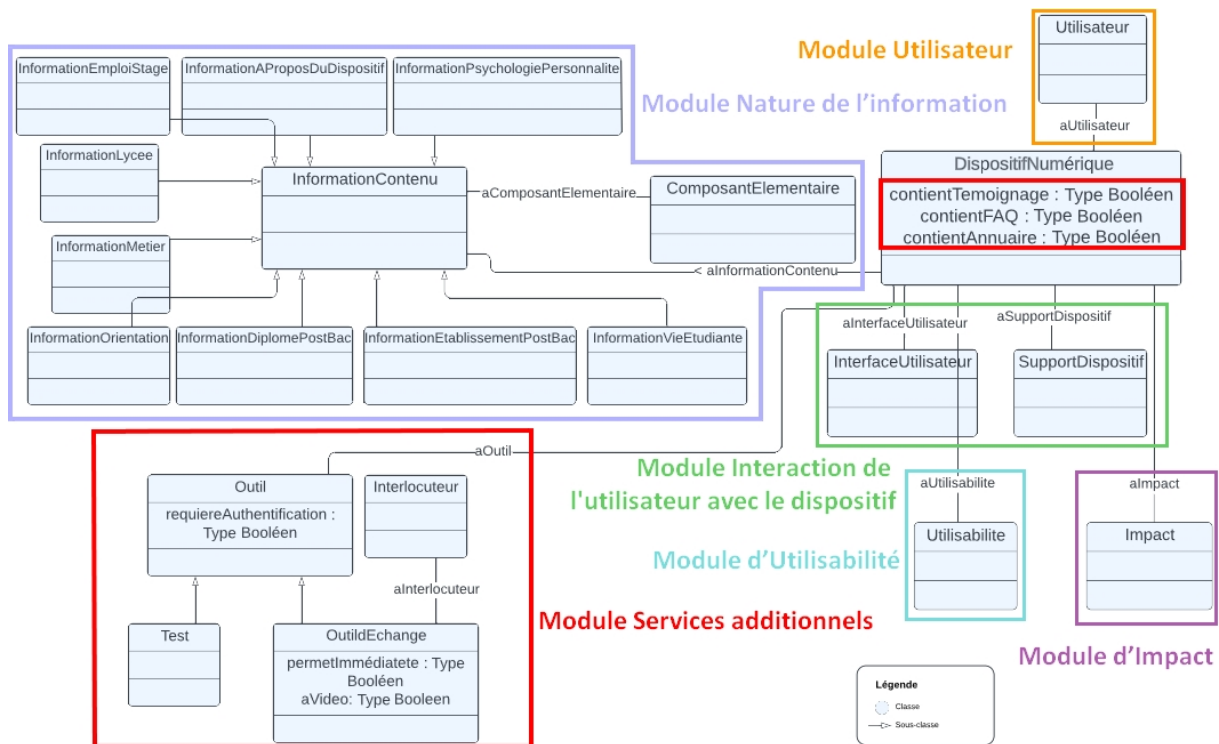 Utilisateur
Module Utilisateur
aUtilisateur
InformationEmploiStage
InformationAProposDuDispositif
InformationPsychologiePersonnalite
Module Nature de l'information
InformationLycee
InformationContenu
aComposantElementaire
ComposantElementaire
DispositifNumérique
contientTemoignage : Type Booléen
contientFAQ : Type Booléen
contientAnnuaire : Type Booléen
InformationMetier
< aInformationContenu
InformationOrientation
InformationDiplomePostBac
InformationEtablissementPostBac
InformationVieEtudiante
aInterfaceUtilisateur
aSupportDispositif
InterfaceUtilisateur
SupportDispositif
aOutil
Module Interaction de
l'utilisateur avec le dispositif
aUtilisabilite
aImpact
Outil
requiereAuthentification :
Type Booléen
Interlocuteur
Utilisabilite
Impact
Module d'Utilisabilité
aInterlocuteur
Test
OutildEchange
permetImmédiatete : Type
Booléen
aVideo: Type Booleen
Module Services additionnels
Module d'Impact
Légende
Classe
Sous-classe